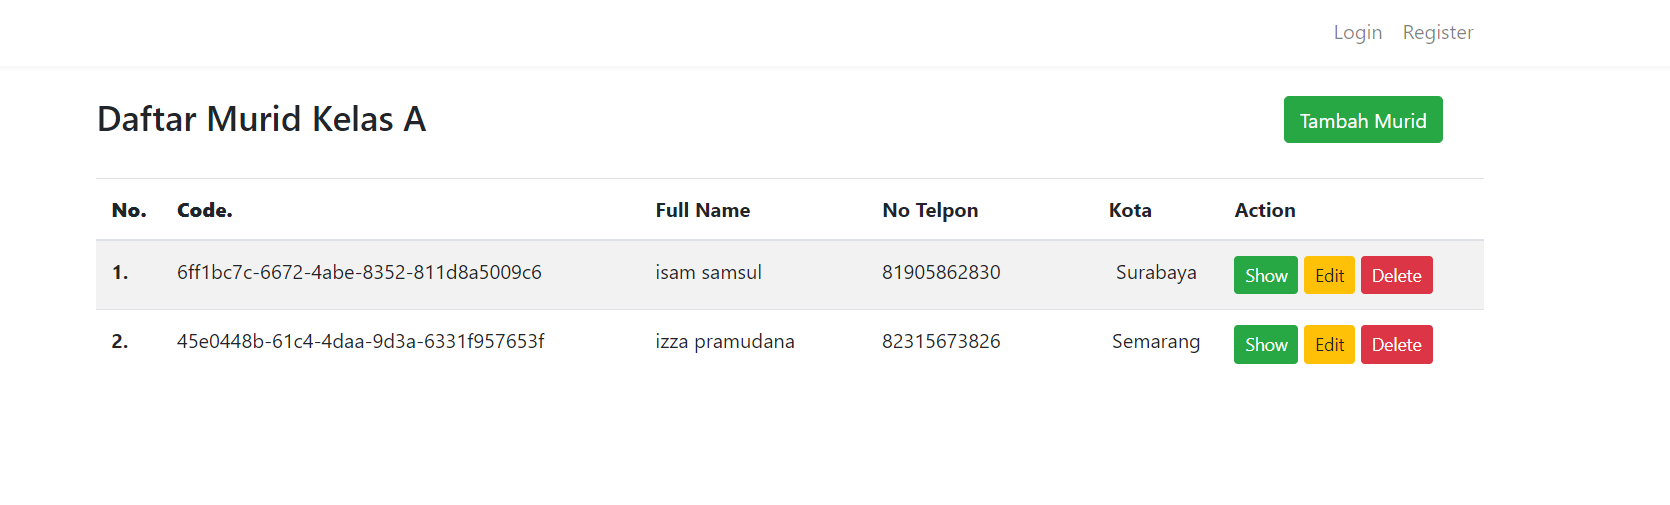 Login Register
Daftar Murid Kelas A Tambah Murid
No. Code. Full Name No Telpon Kota Action
1. 6ff1bc7c-6672-4abe-8352-811d8a5009c6 isam samsul 81905862830 Surabaya Show Edit Delete
2. 45e0448b-61c4-4daa-9d3a-6331f957653f izza pramudana 82315673826 Semarang Show Edit Delete